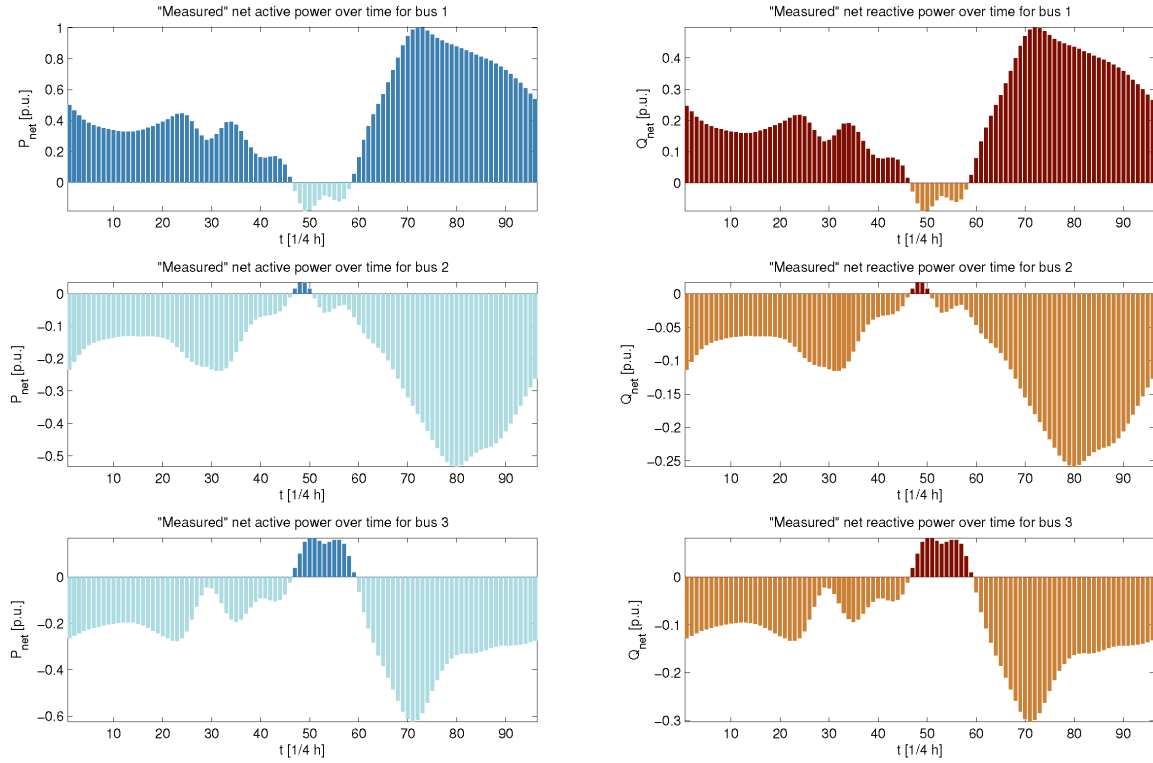 "Measured" net active power over time for bus 1
P_net [p.u.]
1
0.8
0.6
0.4
0.2
0
10 20 30 40 50 60 70 80 90
t [1/4 h]
"Measured" net reactive power over time for bus 1
Q_net [p.u.]
0.4
0.3
0.2
0.1
0
10 20 30 40 50 60 70 80 90
t [1/4 h]
"Measured" net active power over time for bus 2
P_net [p.u.]
0
−0.1
−0.2
−0.3
−0.4
−0.5
10 20 30 40 50 60 70 80 90
t [1/4 h]
"Measured" net reactive power over time for bus 2
Q_net [p.u.]
0
−0.05
−0.1
−0.15
−0.2
−0.25
10 20 30 40 50 60 70 80 90
t [1/4 h]
"Measured" net active power over time for bus 3
P_net [p.u.]
0
−0.2
−0.4
−0.6
10 20 30 40 50 60 70 80 90
t [1/4 h]
"Measured" net reactive power over time for bus 3
Q_net [p.u.]
0
−0.1
−0.2
−0.3
10 20 30 40 50 60 70 80 90
t [1/4 h]